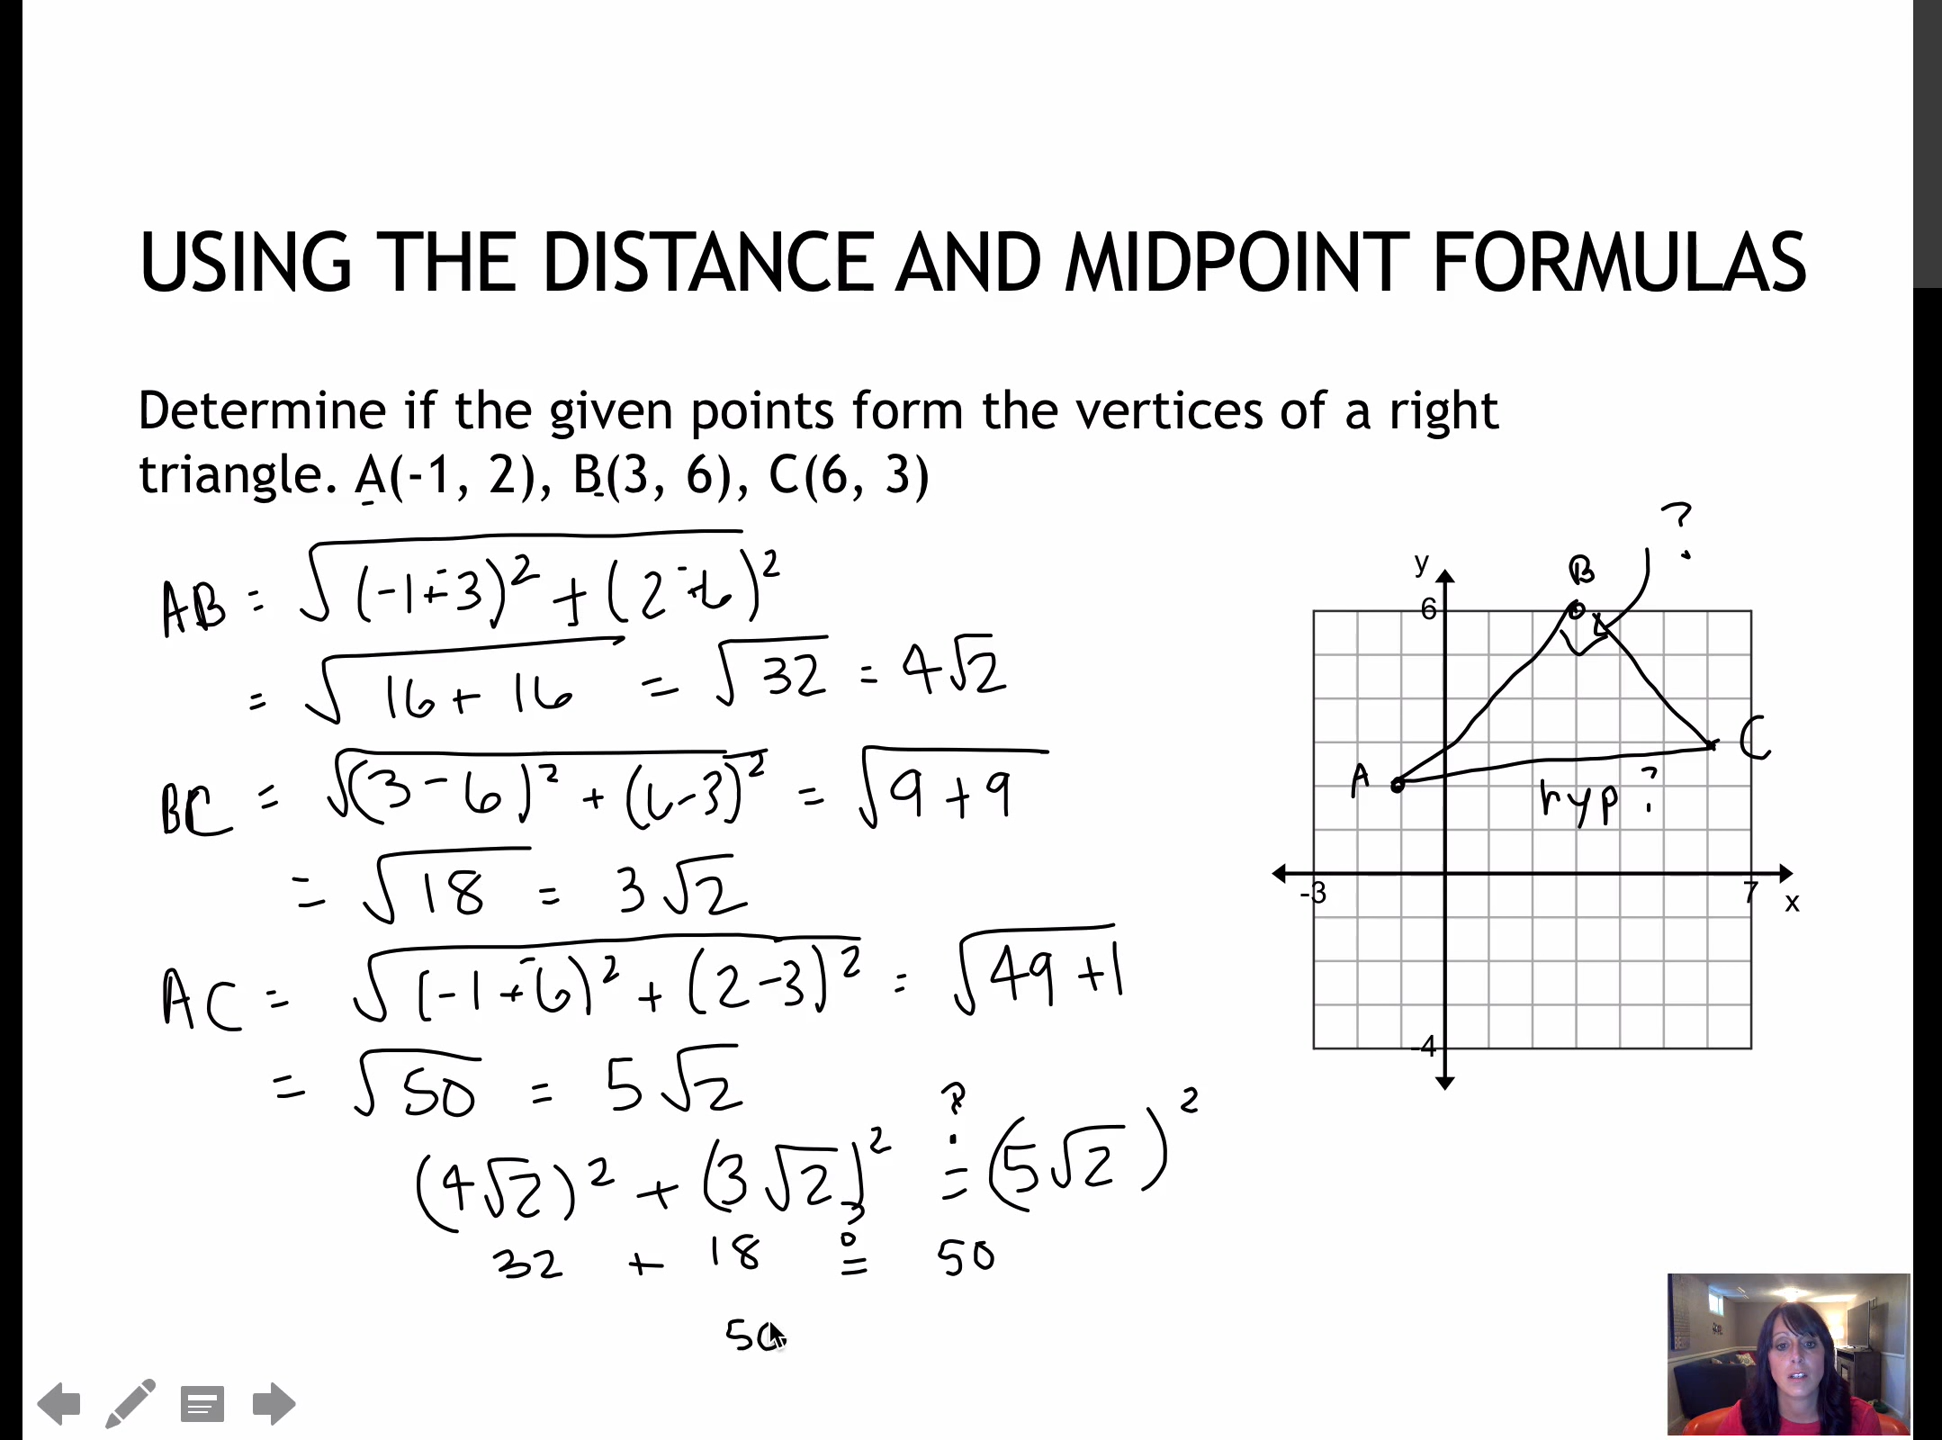 USING THE DISTANCE AND MIDPOINT FORMULAS
Determine if the given points form the vertices of a right
triangle. A(-1, 2), B(3, 6), C(6, 3)
AB = √(-1+-3)² + (2+-6)²
= √16 + 16 = √32 = 4√2
BC = √(3-6)² + (6-3)² = √9+9
= √18 = 3√2
AC = √(-1+-6)² + (2-3)² = √49+1
= √50 = 5√2
(4√2)² + (3√2)² ?= (5√2)²
32 + 18 ?= 50
50
?
y
B
6
A
C
hyp?
-3
7
x
-4